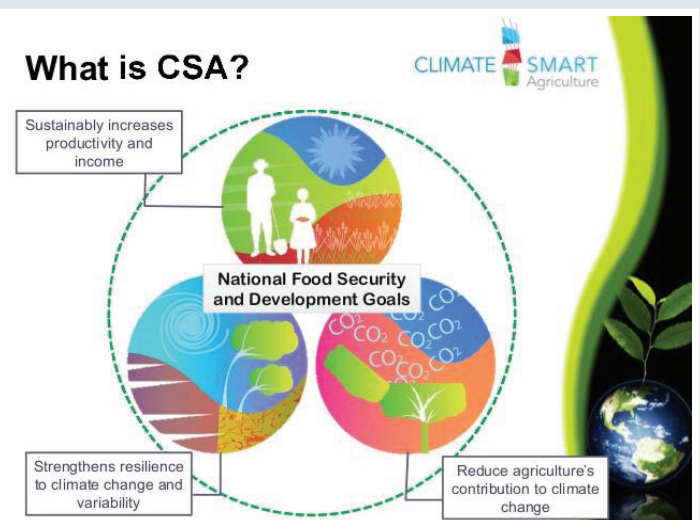 What is CSA?
CLIMATE SMART
Agriculture
Sustainably increases
productivity and
income
National Food Security
and Development Goals
CO2
CO2
CO2
CO2 CO2
CO2
CO2 CO2
CO2
Strengthens resilience
to climate change and
variability
Reduce agriculture's
contribution to climate
change